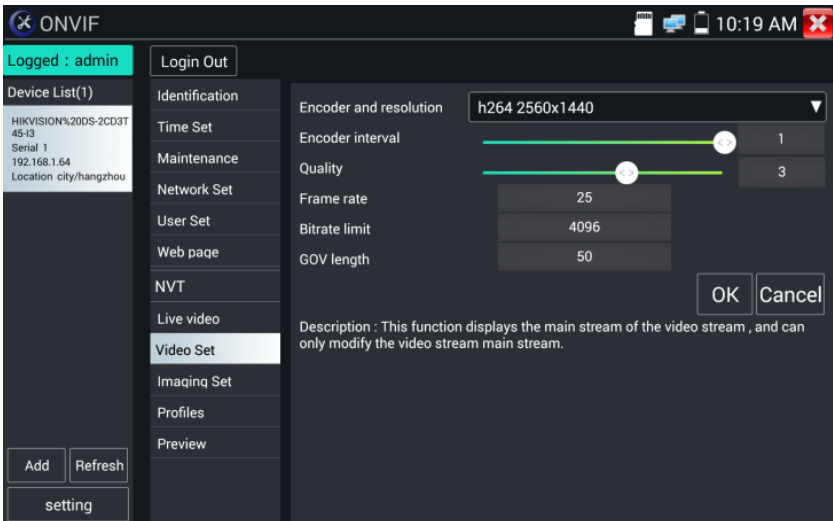 ONVIF
10:19 AM
Logged : admin
Login Out
Device List(1)
HIKVISION%20DS-2CD3T
45-I3
Serial 1
192.168.1.64
Location city/hangzhou
Add
Refresh
setting
Identification
Time Set
Maintenance
Network Set
User Set
Web page
NVT
Live video
Video Set
Imaging Set
Profiles
Preview
Encoder and resolution
h264 2560x1440
Encoder interval
1
Quality
3
Frame rate
25
Bitrate limit
4096
GOV length
50
OK
Cancel
Description : This function displays the main stream of the video stream , and can
only modify the video stream main stream.